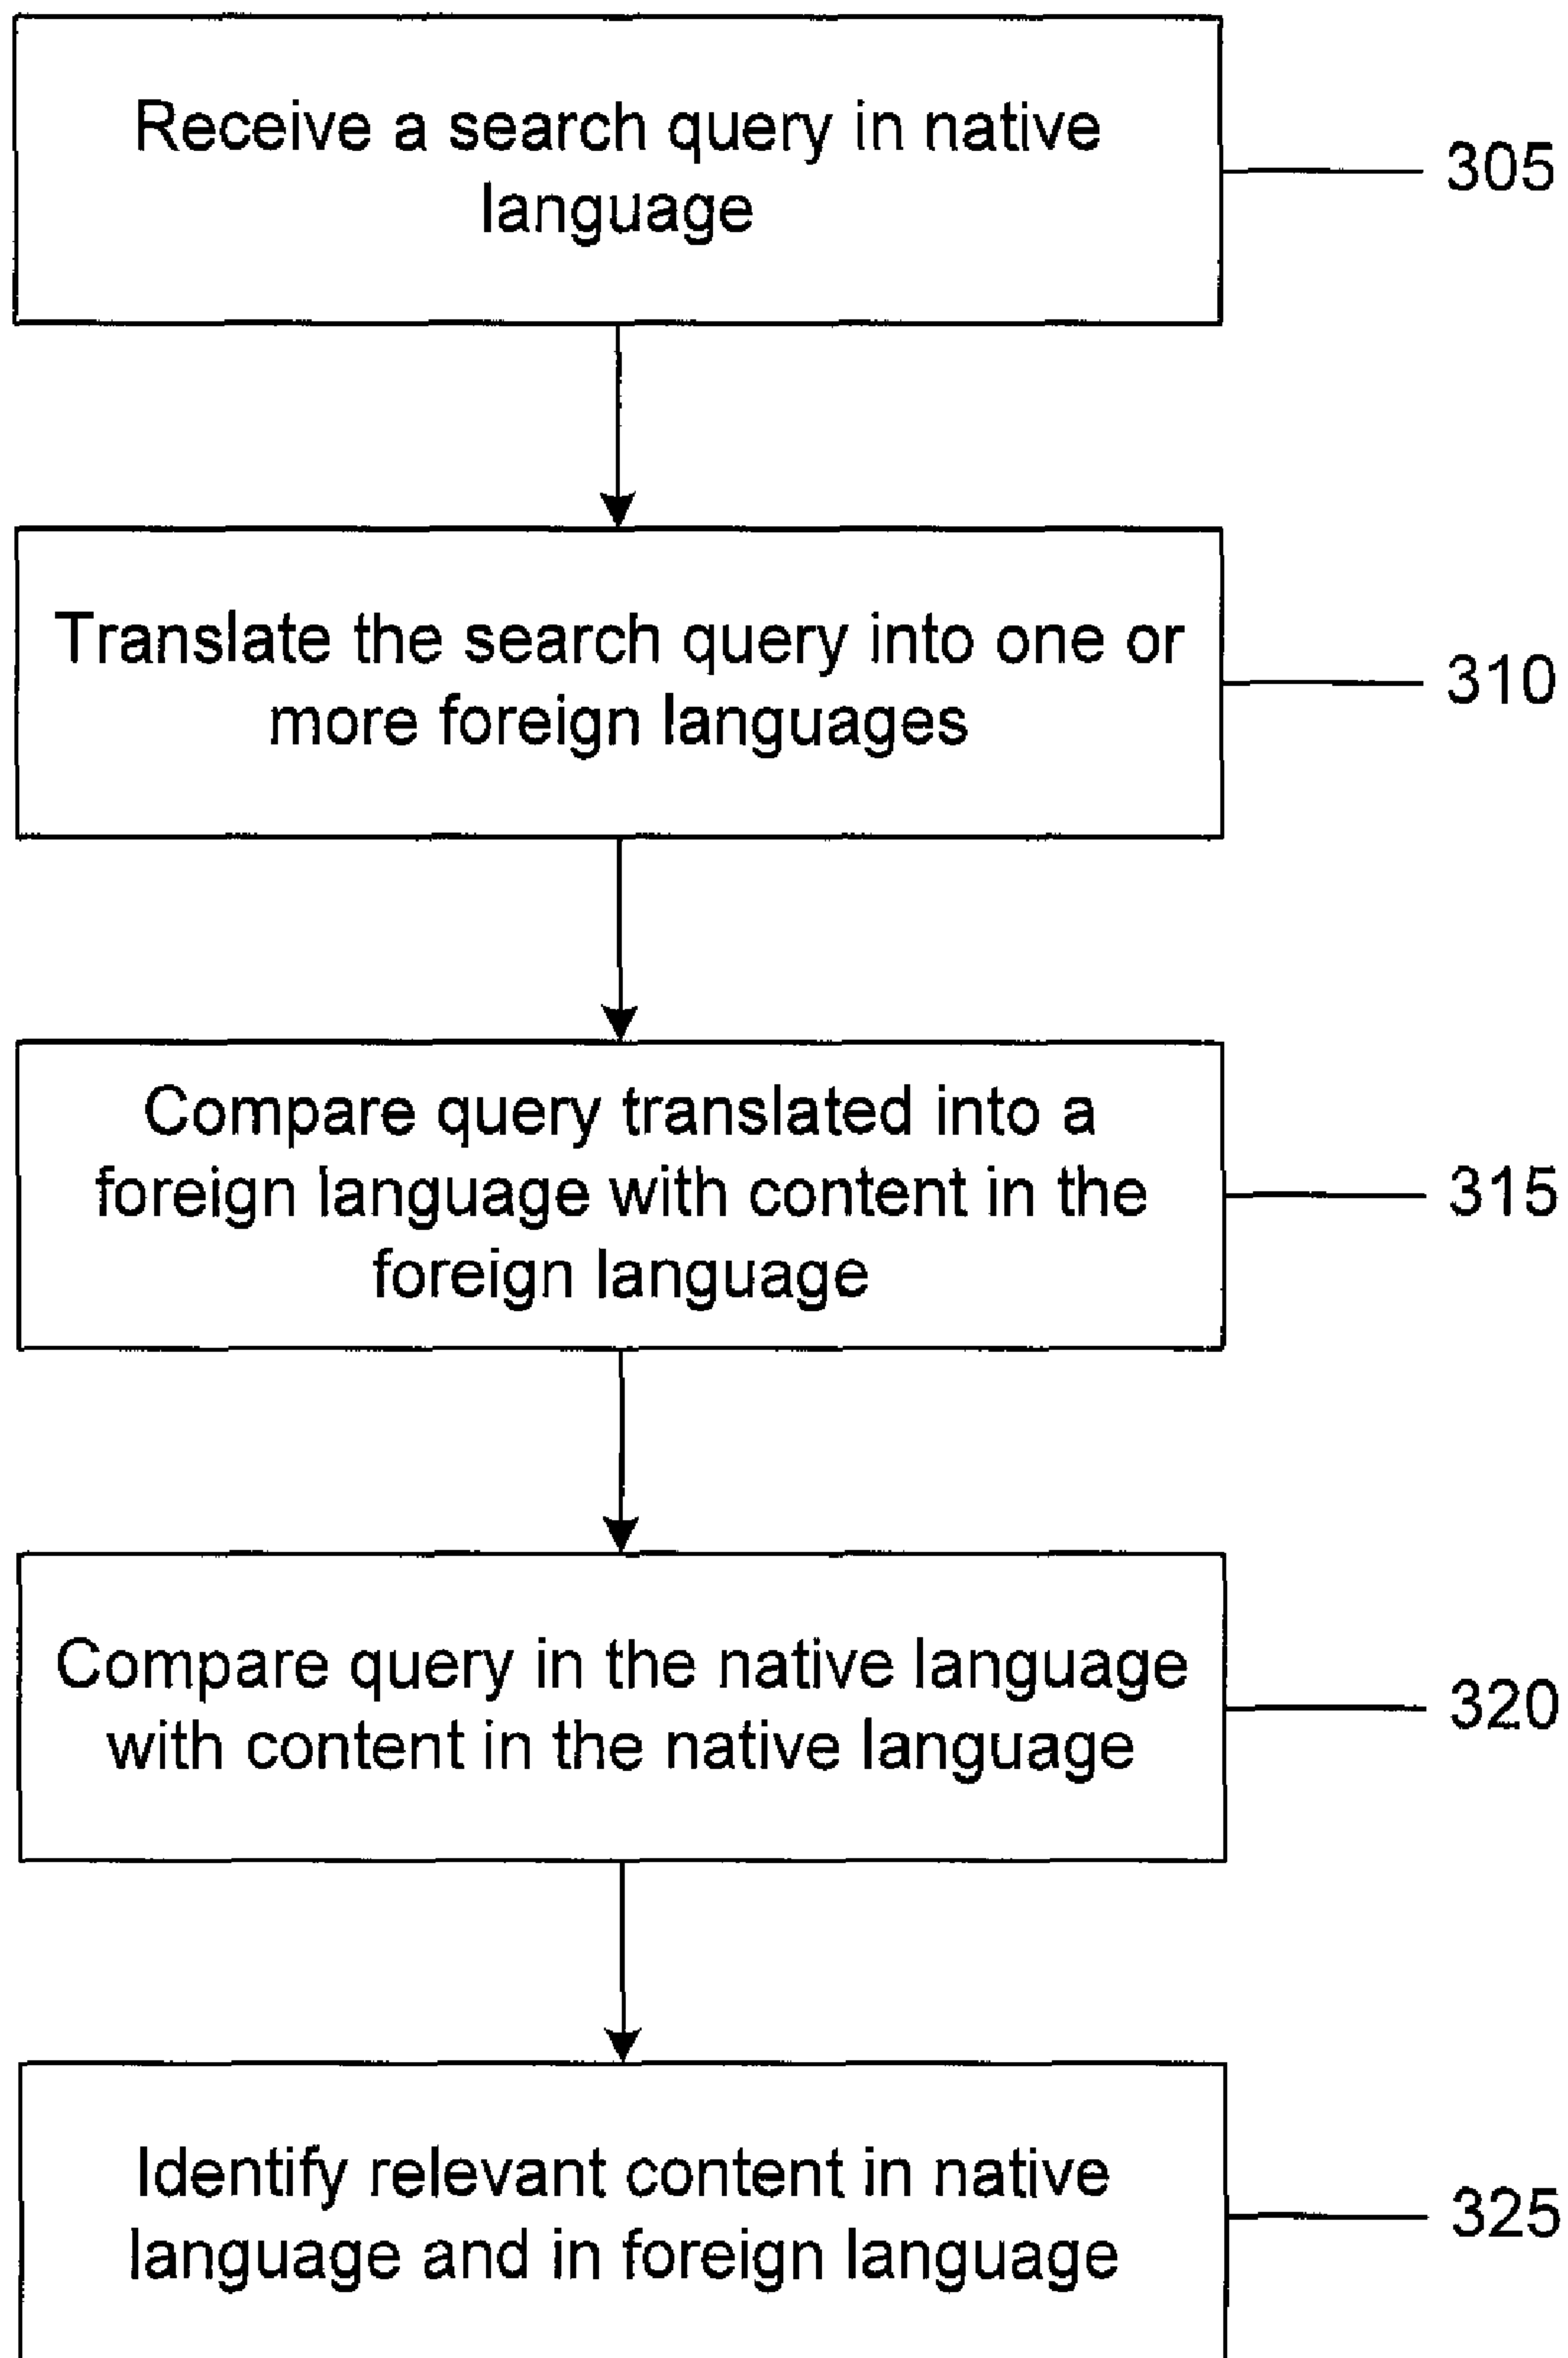 Receive a search query in native
language
305
Translate the search query into one or
more foreign languages
310
Compare query translated into a
foreign language with content in the
foreign language
315
Compare query in the native language
with content in the native language
320
Identify relevant content in native
language and in foreign language
325